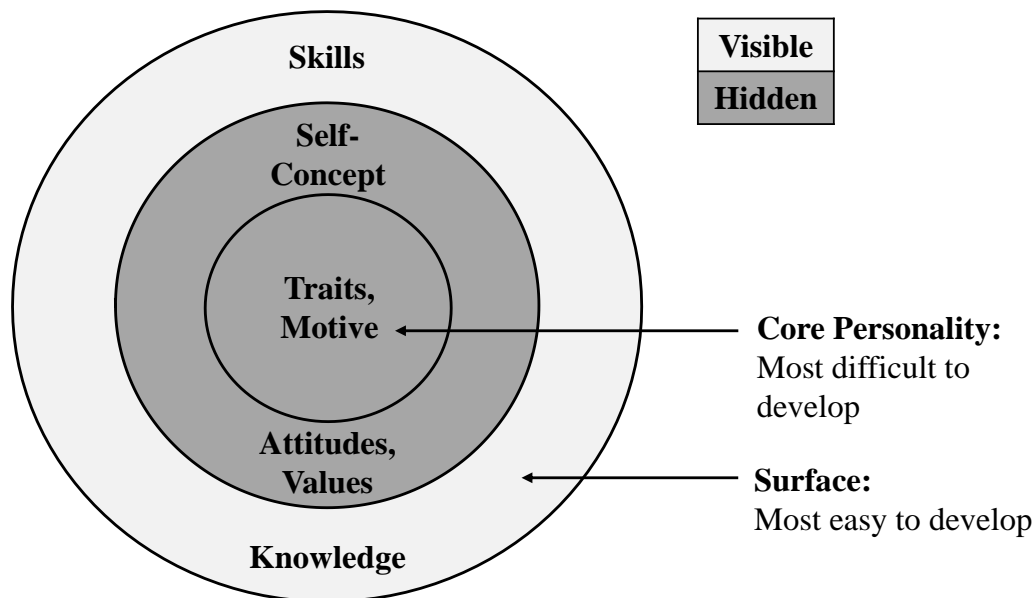 Skills
Self-
Concept
Traits,
Motive
Attitudes,
Values
Knowledge
Visible
Hidden
Core Personality:
Most difficult to
develop
Surface:
Most easy to develop